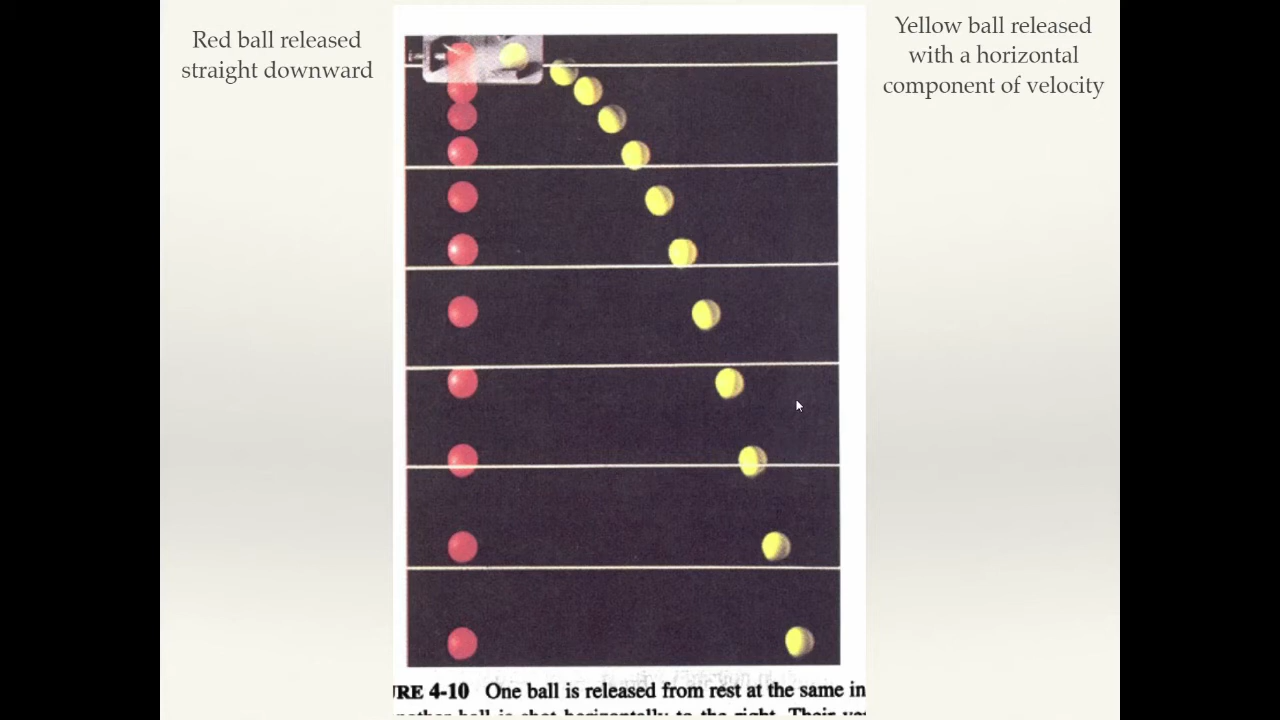 Red ball released
straight downward
Yellow ball released
with a horizontal
component of velocity
URE 4-10 One ball is released from rest at the same in